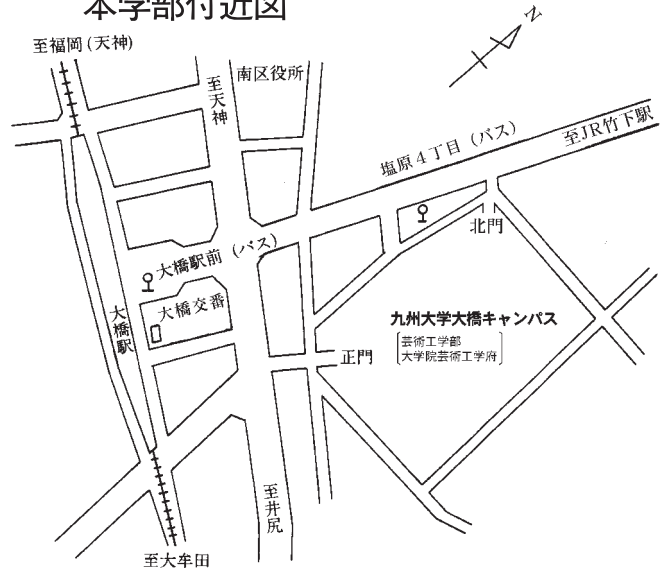 本学部付近図
至福岡(天神)
N
至天神
南区役所
塩原4丁目(バス)
至JR竹下駅
北門
大橋駅前(バス)
大橋交番
大橋駅
九州大学大橋キャンパス
芸術工学部
大学院芸術工学府
正門
至井尻
至大牟田